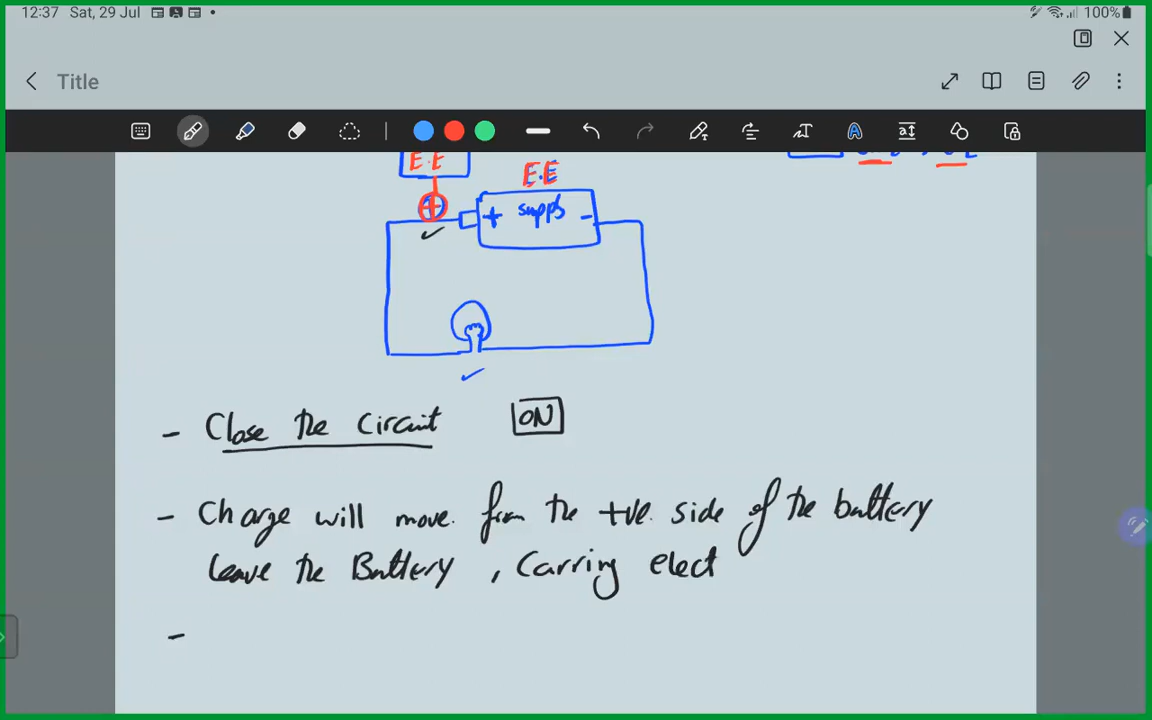 12:37 Sat, 29 Jul
100%
Title
E.E
E.E
+ supply -
- Close the Circuit ON
- Charge will move. from the +ve. side of the battery
leave the Battery , Carring elect
-